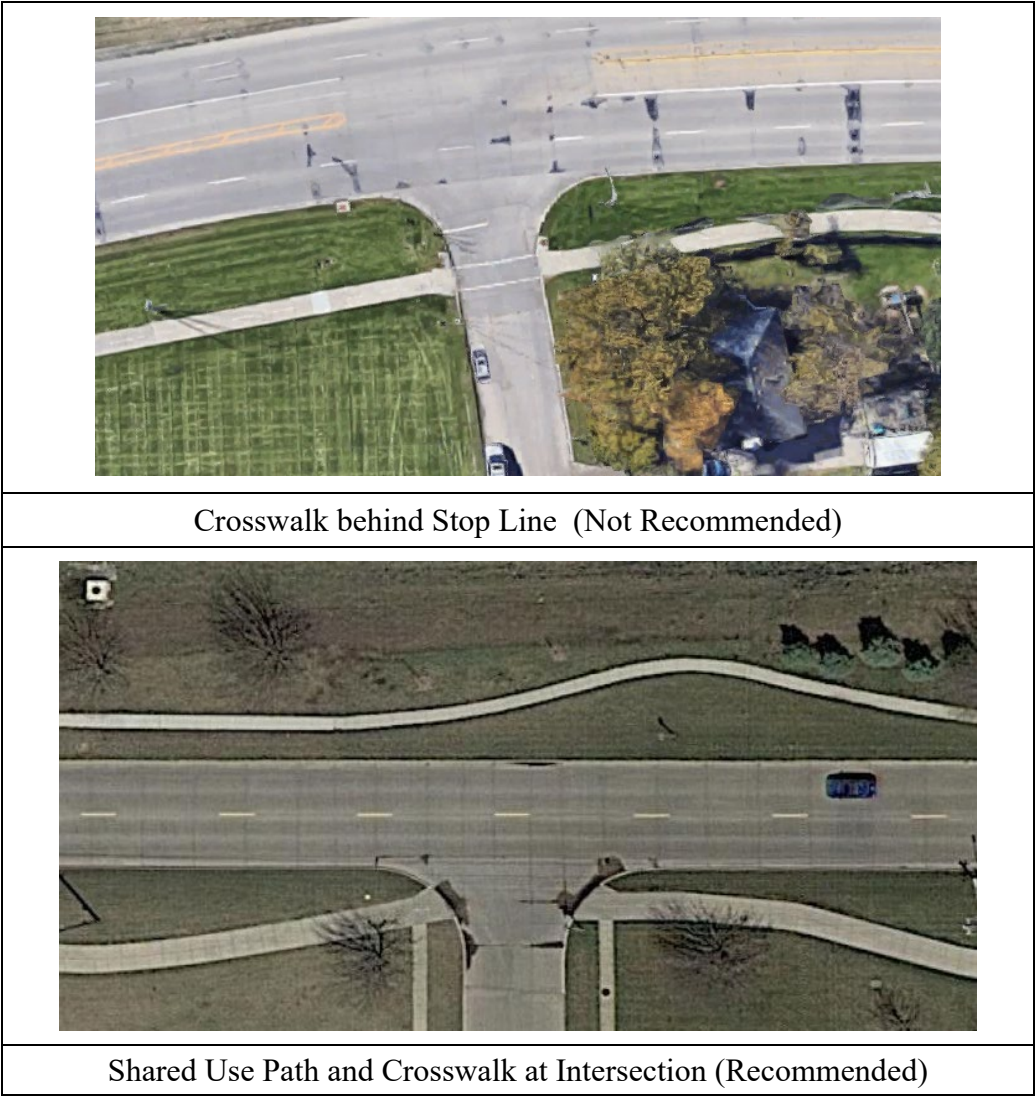 Crosswalk behind Stop Line (Not Recommended)
Shared Use Path and Crosswalk at Intersection (Recommended)